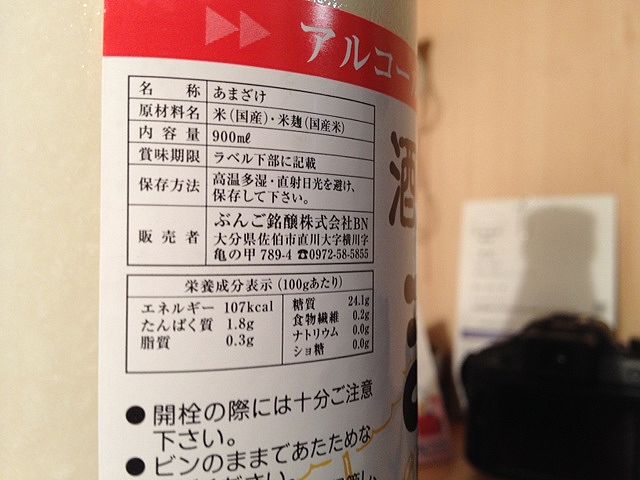 アルコー
名称 あまざけ
原材料名 米(国産)・米麹(国産米)
内容量 900mℓ
賞味期限 ラベル下部に記載
保存方法 高温多湿・直射日光を避け、
保存して下さい。
販売者 ぶんご銘醸株式会社BN
大分県佐伯市直川大字横川字
亀の甲789-4 ☎0972-58-5855
栄養成分表示(100gあたり)
エネルギー 107kcal
たんぱく質 1.8g
脂質 0.3g
糖質 24.1g
食物繊維 0.2g
ナトリウム 0.0g
ショ糖 0.0g
●開栓の際には十分ご注意
下さい。
●ビンのままであたためな
酒